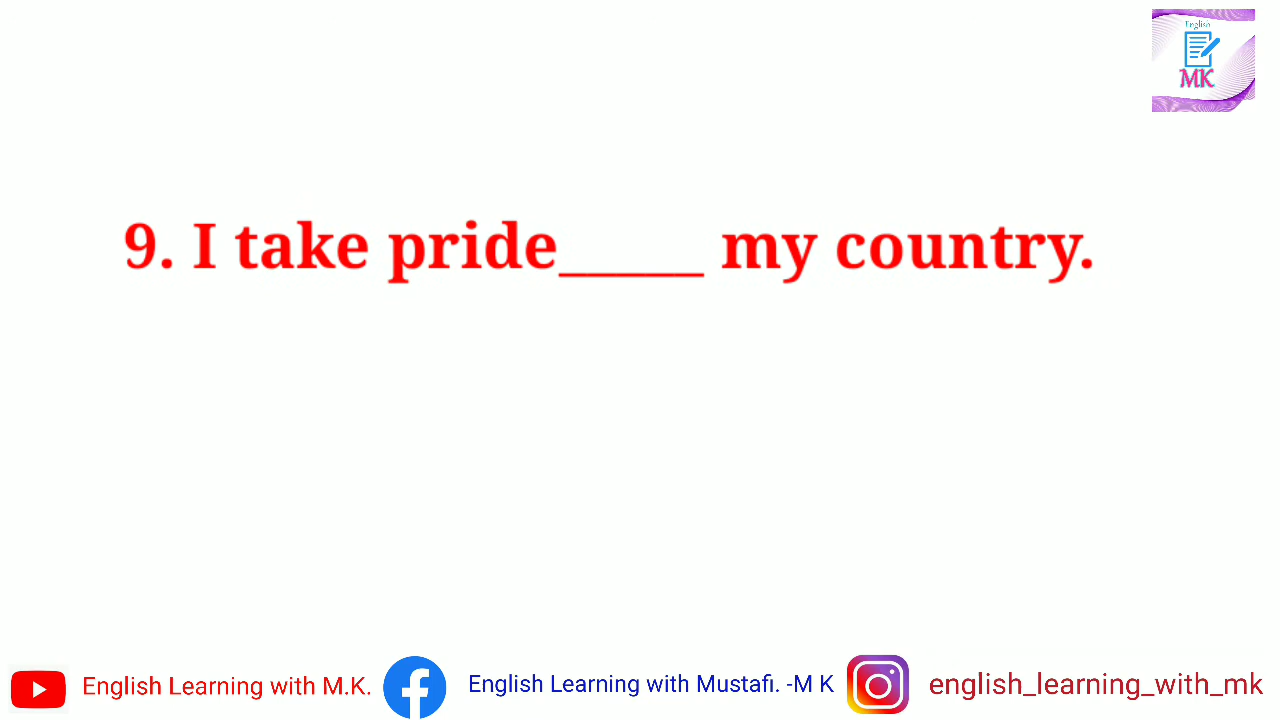 English
MK
9. I take pride_____ my country.
English Learning with M.K.
English Learning with Mustafi. -M K
english_learning_with_mk